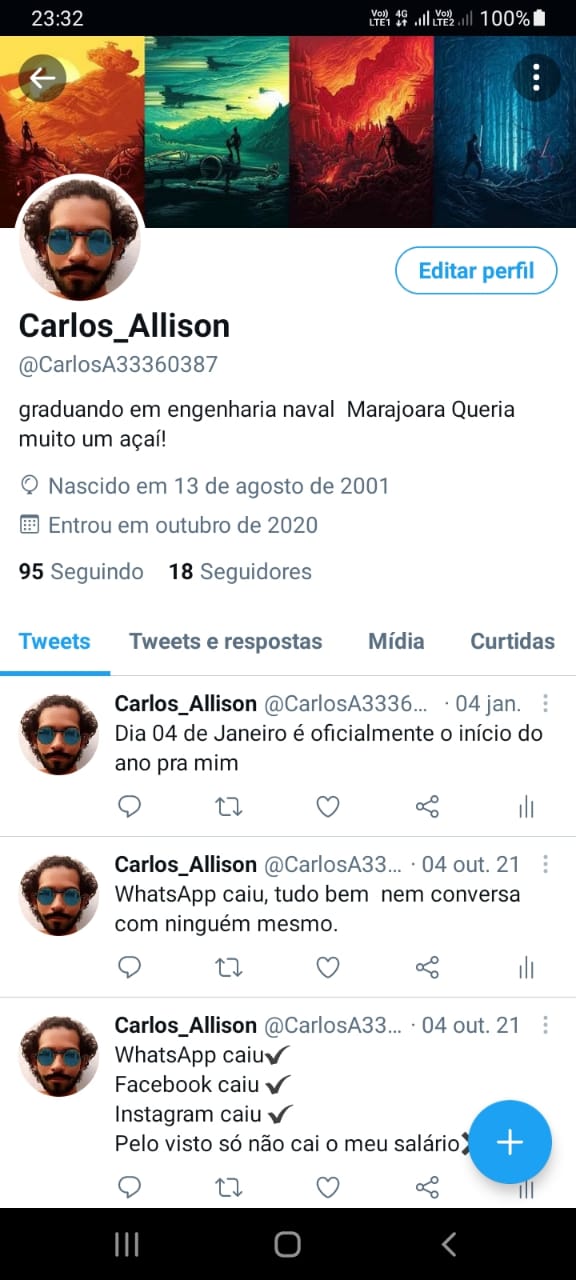 23:32
Vo)) LTE1 4G Vo)) LTE2 100%
Editar perfil
Carlos_Allison
@CarlosA33360387
graduando em engenharia naval  Marajoara Queria
muito um açaí!
Nascido em 13 de agosto de 2001
Entrou em outubro de 2020
95 Seguindo 18 Seguidores
Tweets Tweets e respostas Mídia Curtidas
Carlos_Allison @CarlosA3336... · 04 jan.
Dia 04 de Janeiro é oficialmente o início do
ano pra mim
Carlos_Allison @CarlosA33... · 04 out. 21
WhatsApp caiu, tudo bem  nem conversa
com ninguém mesmo.
Carlos_Allison @CarlosA33... · 04 out. 21
WhatsApp caiu✔
Facebook caiu ✔
Instagram caiu ✔
Pelo visto só não cai o meu salário✖